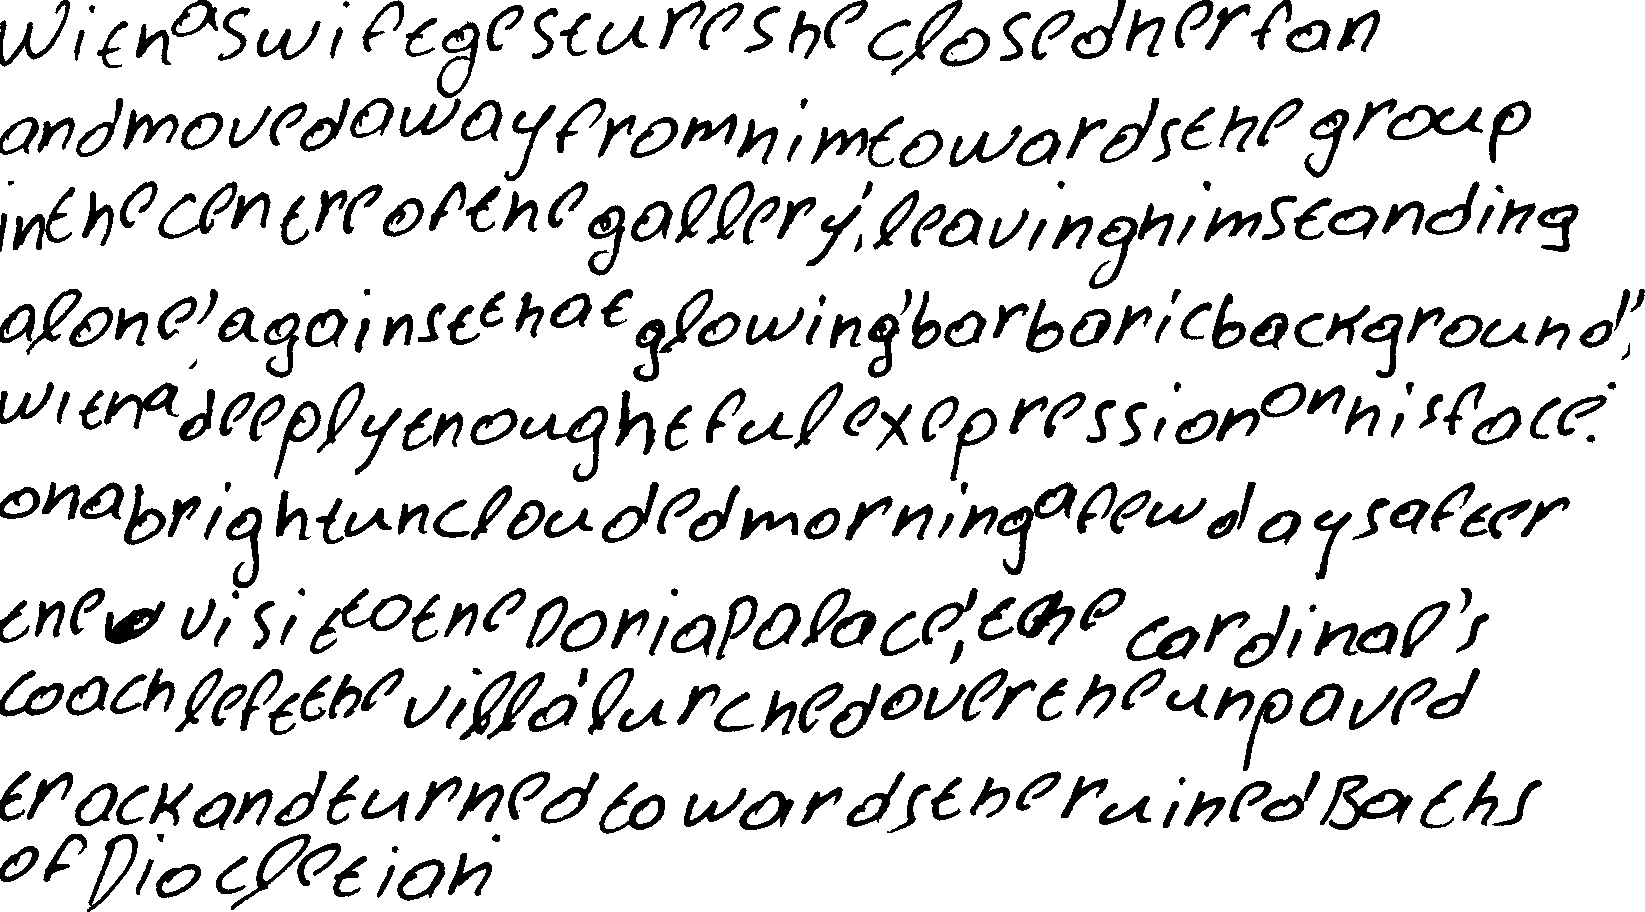 With a swift gesture she closed her fan
and moved away from him towards the group
in the centre of the gallery, leaving him standing
alone against that glowing barbaric background,
with a deeply thoughtful expression on his face.
on a bright unclouded morning a few days after
the visit to the Doria Palace, the cardinal's
coach left the villa lurched over the unpaved
track and turned towards the ruined Baths
of Diocletian